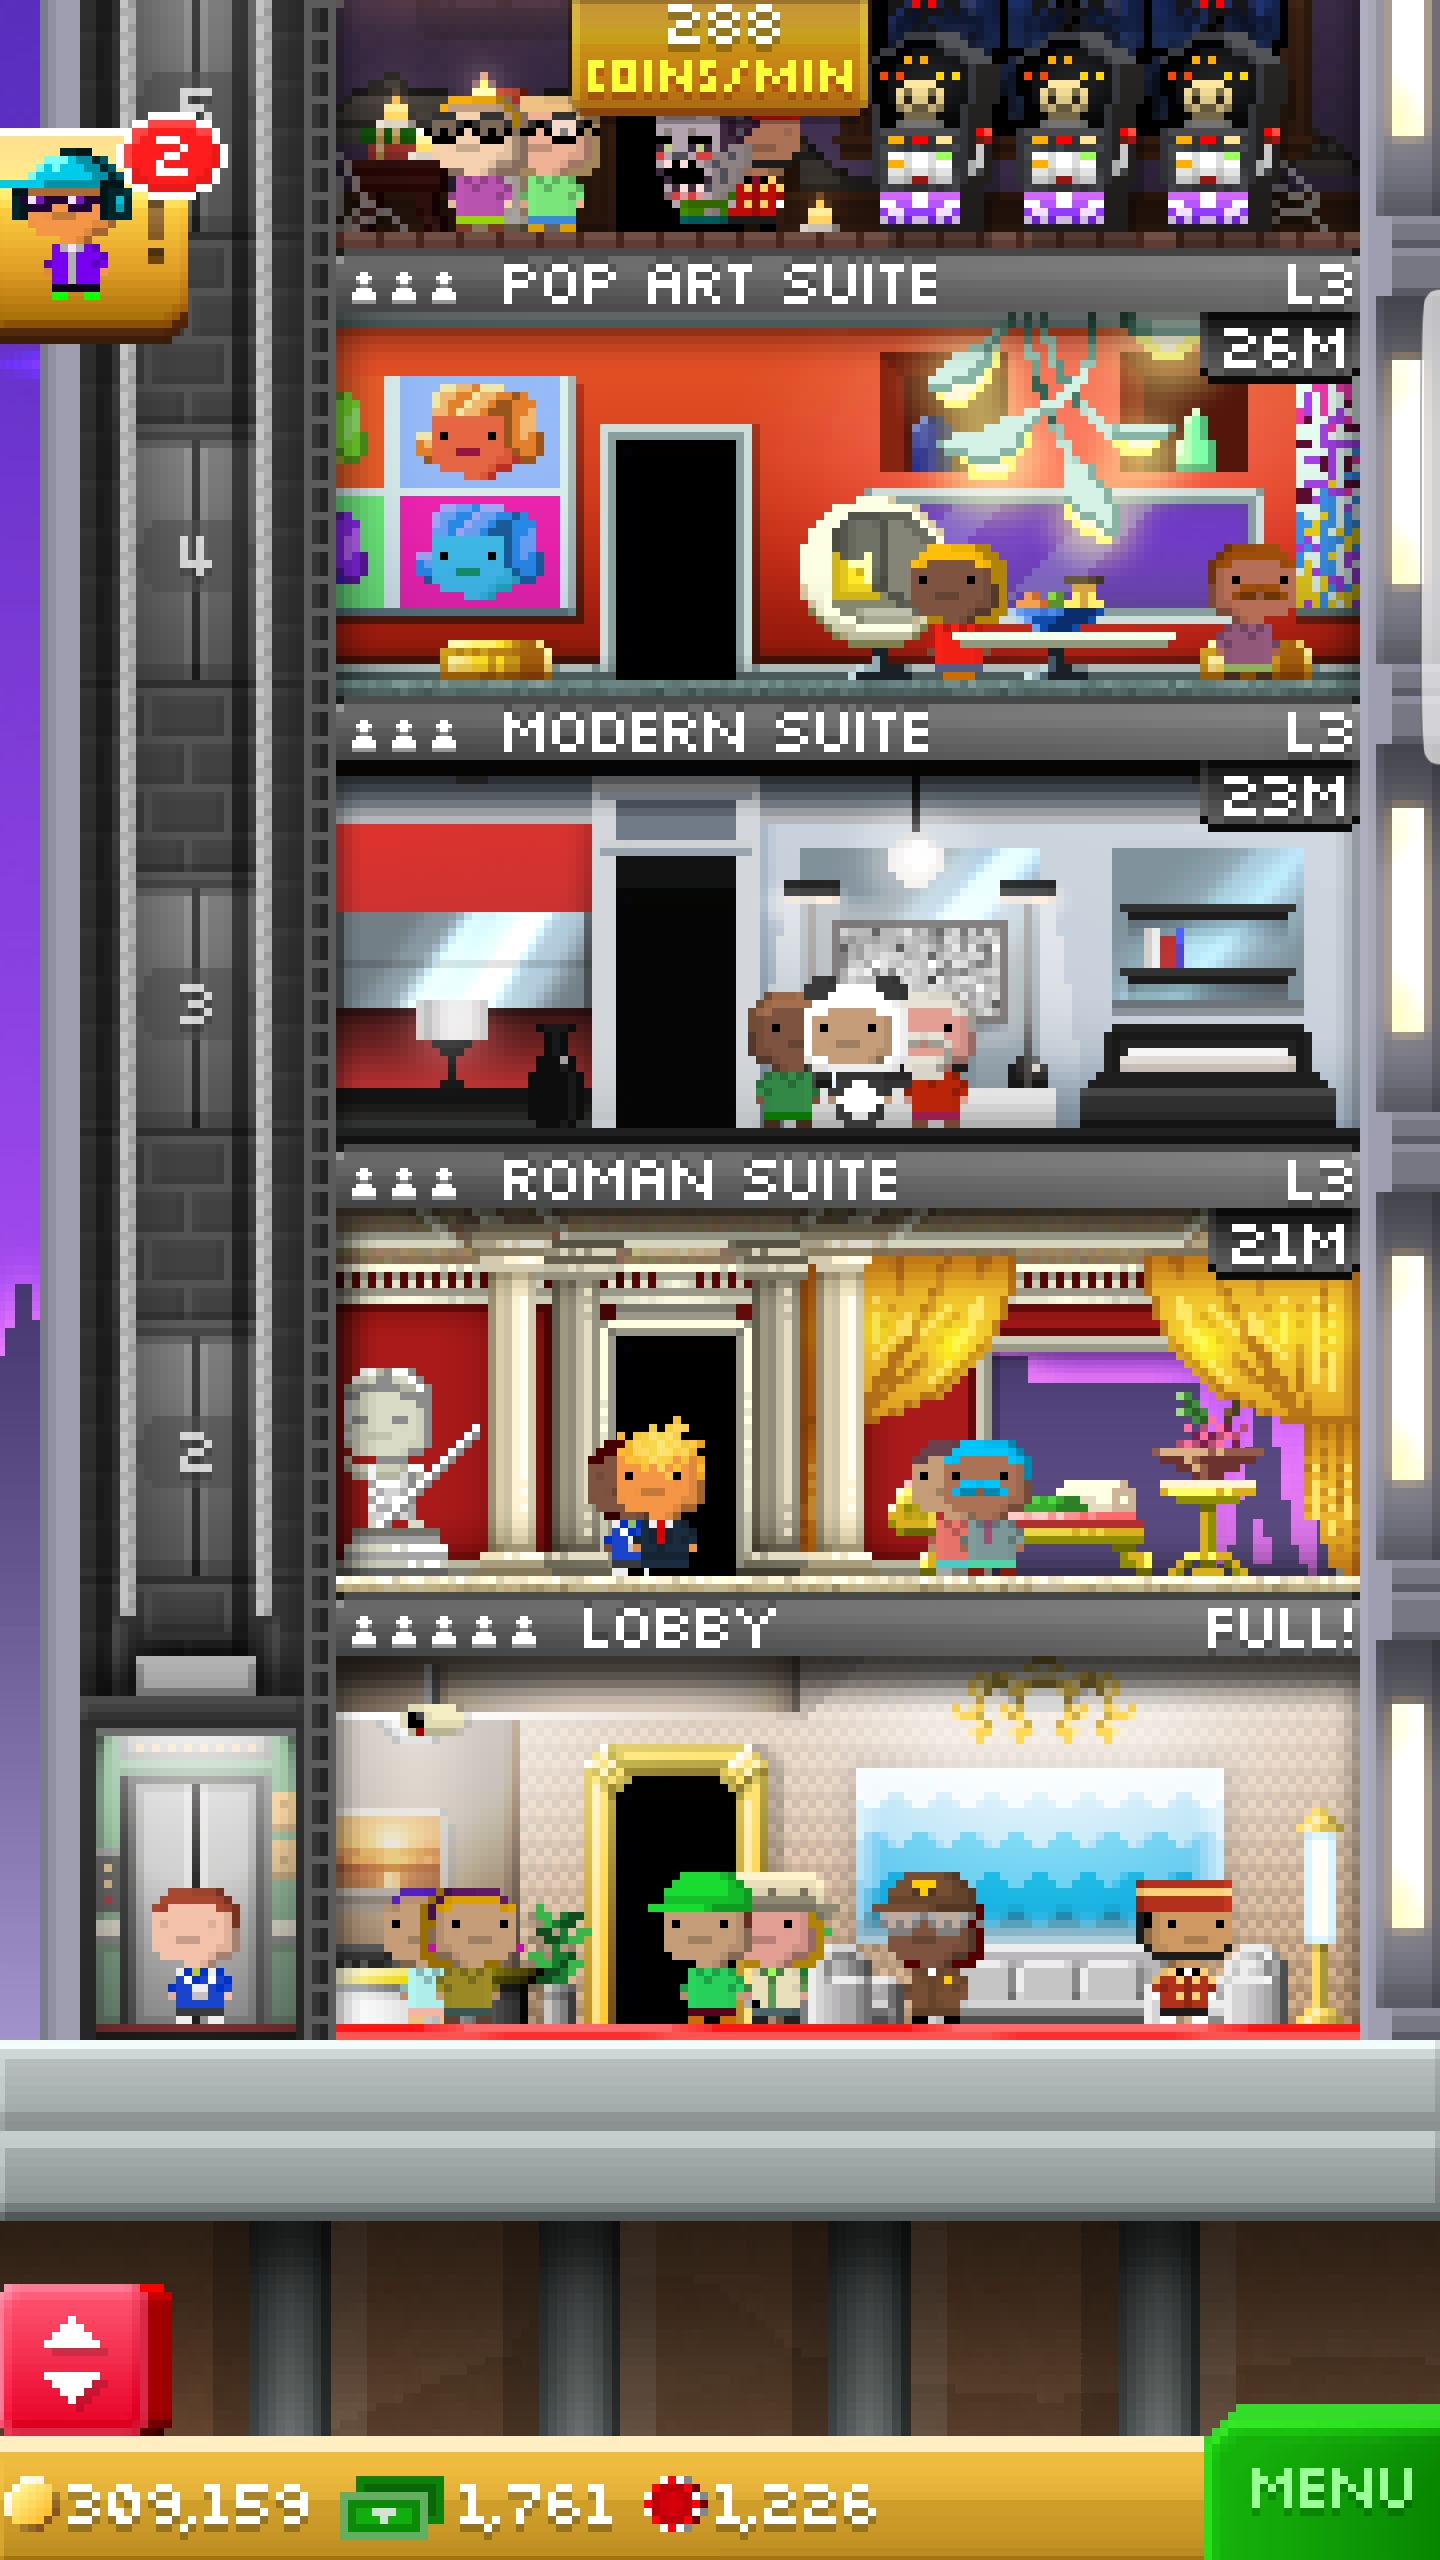 288
COINS/MIN
5
2
!
POP ART SUITE L3
26M
4
MODERN SUITE L3
23M
3
ROMAN SUITE L3
21M
2
LOBBY FULL!
309,159 1,761 1,226
MENU